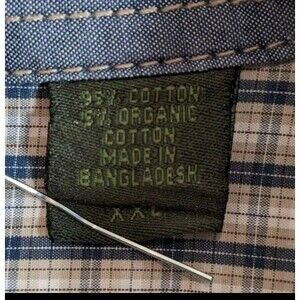 95% COTTON
5% ORGANIC
COTTON
MADE IN
BANGLADESH
XXL